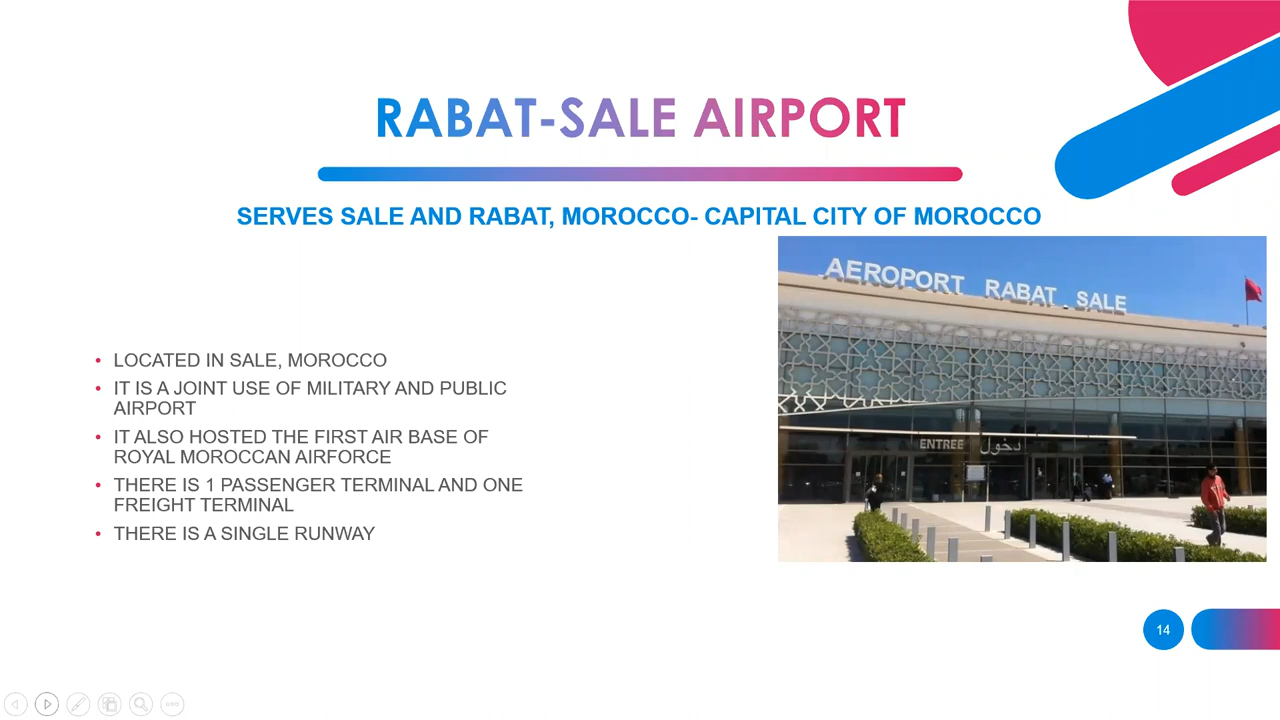 RABAT-SALE AIRPORT
SERVES SALE AND RABAT, MOROCCO- CAPITAL CITY OF MOROCCO
AEROPORT RABAT SALE
ENTREE دخول
• LOCATED IN SALE, MOROCCO
• IT IS A JOINT USE OF MILITARY AND PUBLIC
AIRPORT
• IT ALSO HOSTED THE FIRST AIR BASE OF
ROYAL MOROCCAN AIRFORCE
• THERE IS 1 PASSENGER TERMINAL AND ONE
FREIGHT TERMINAL
• THERE IS A SINGLE RUNWAY
14